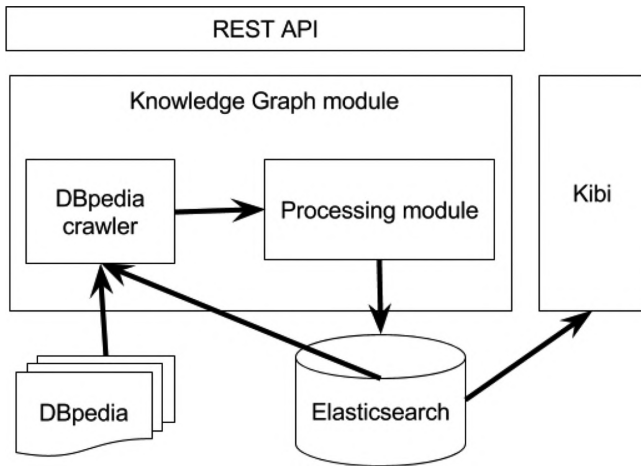 REST API
Knowledge Graph module
DBpedia
crawler
Processing module
Kibi
DBpedia
Elasticsearch